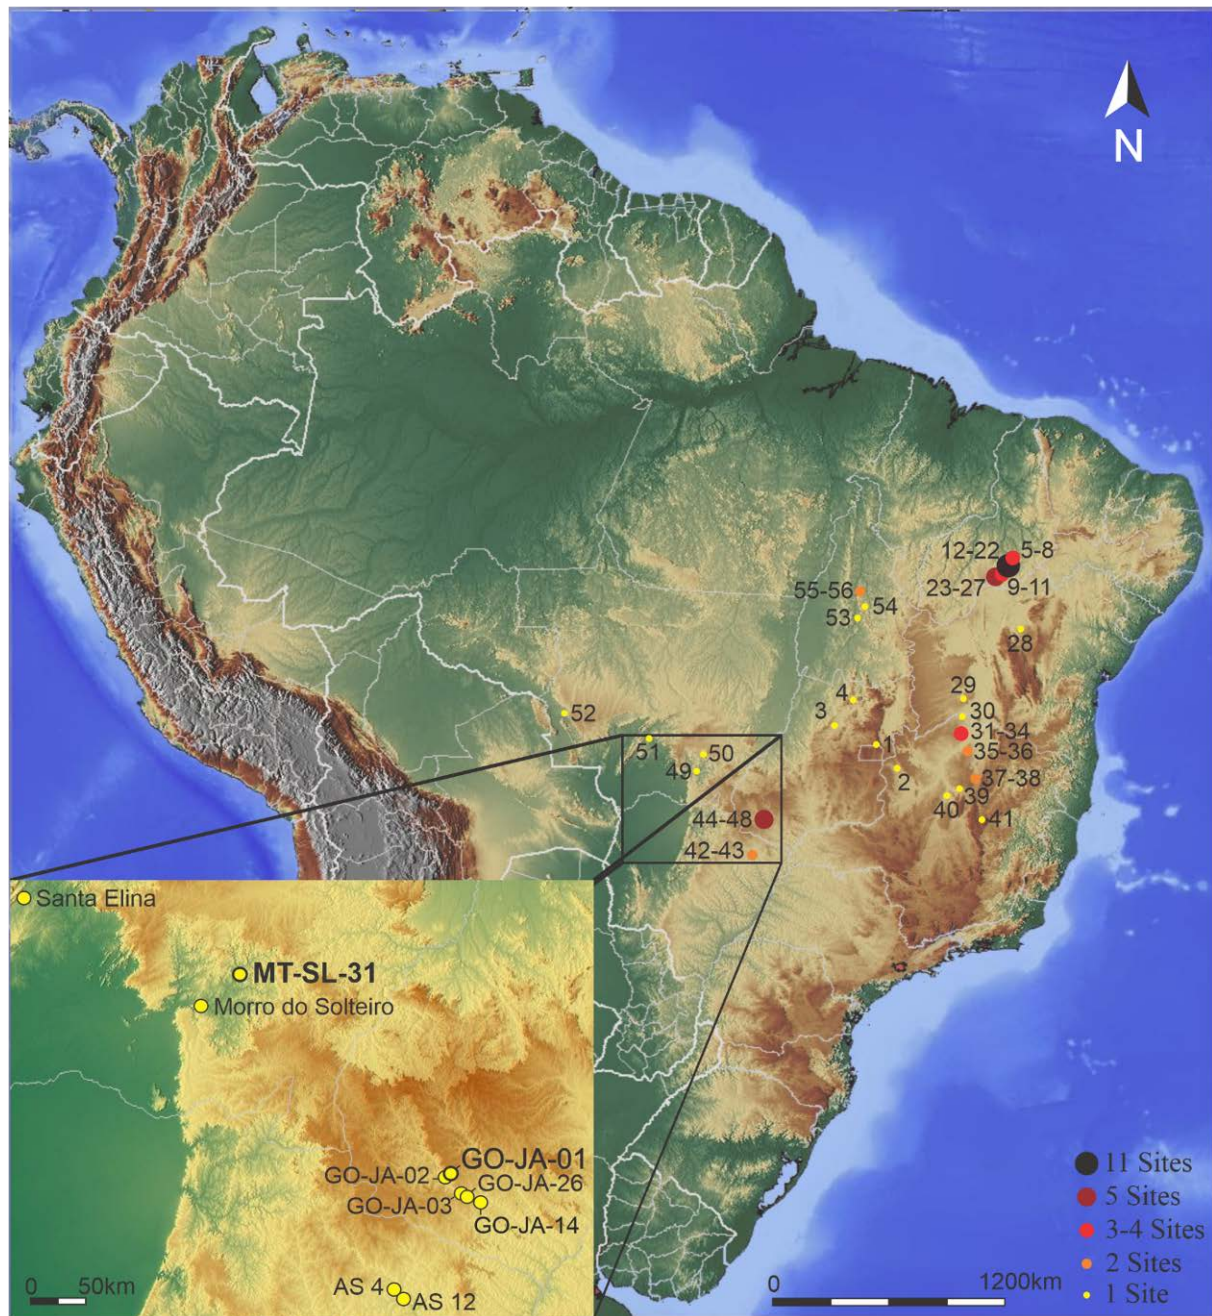 N
12-22
5-8
23-27
9-11
55-56
54
53
28
4
29
3
30
52
31-34
1
51
50
35-36
49
2
37-38
39
40
44-48
41
42-43
Santa Elina
MT-SL-31
Morro do Solteiro
GO-JA-01
GO-JA-02
GO-JA-26
GO-JA-03
GO-JA-14
AS 4
AS 12
0 50km
11 Sites
5 Sites
3-4 Sites
2 Sites
1 Site
0 1200km